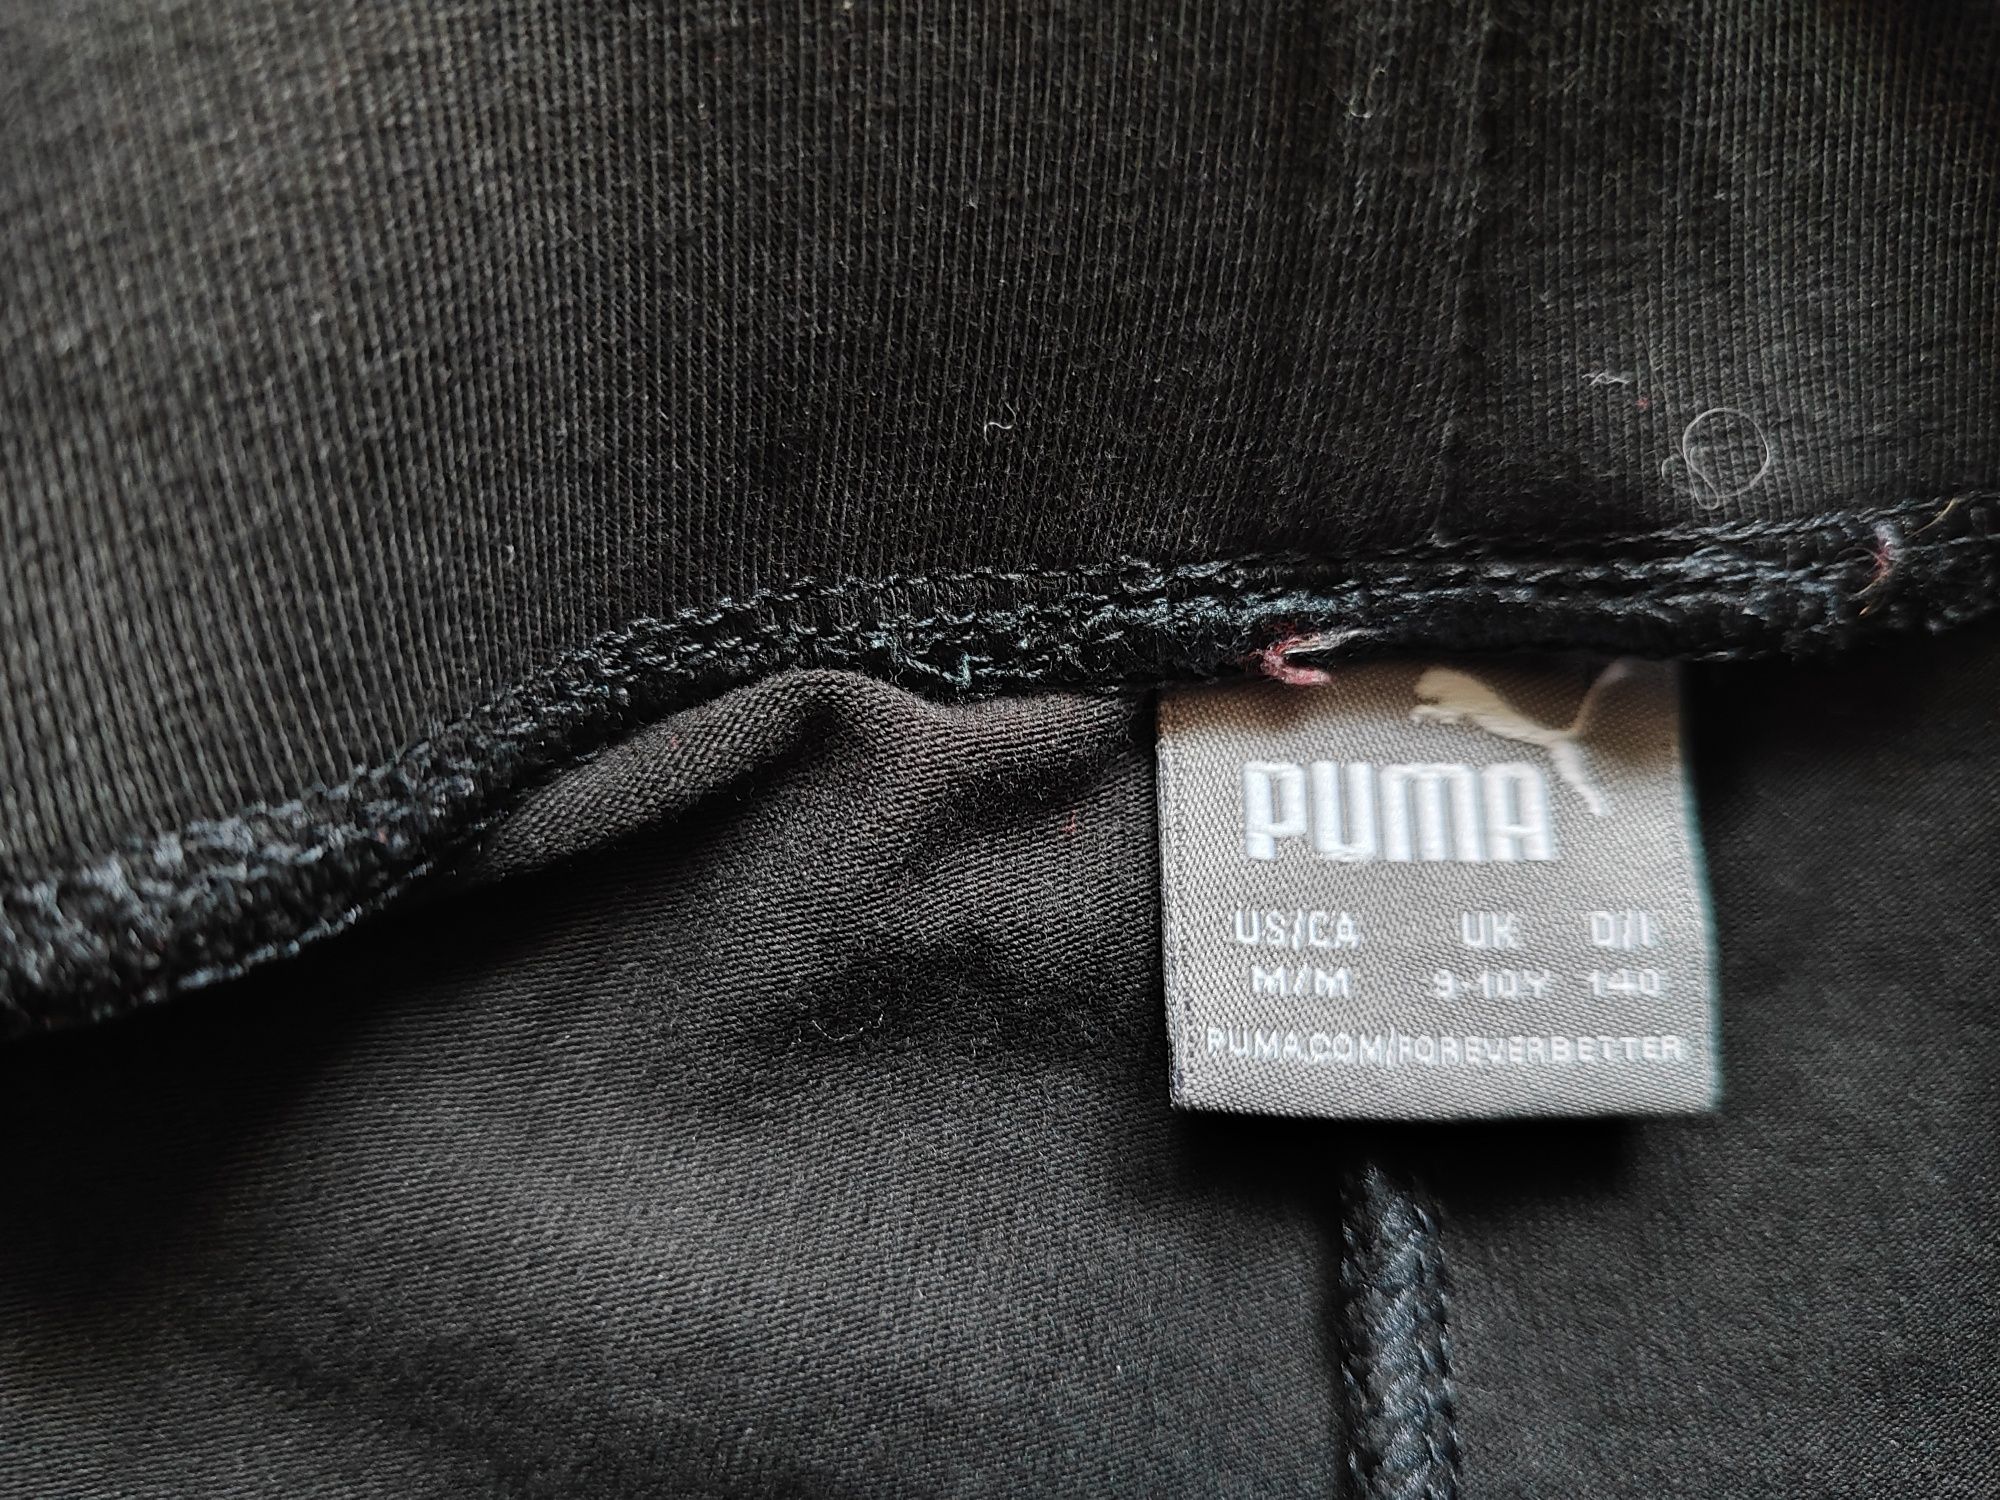 PUMA
US/CA UK D/I
M/M 9-10Y 140
PUMA.COM/FOREVERBETTER